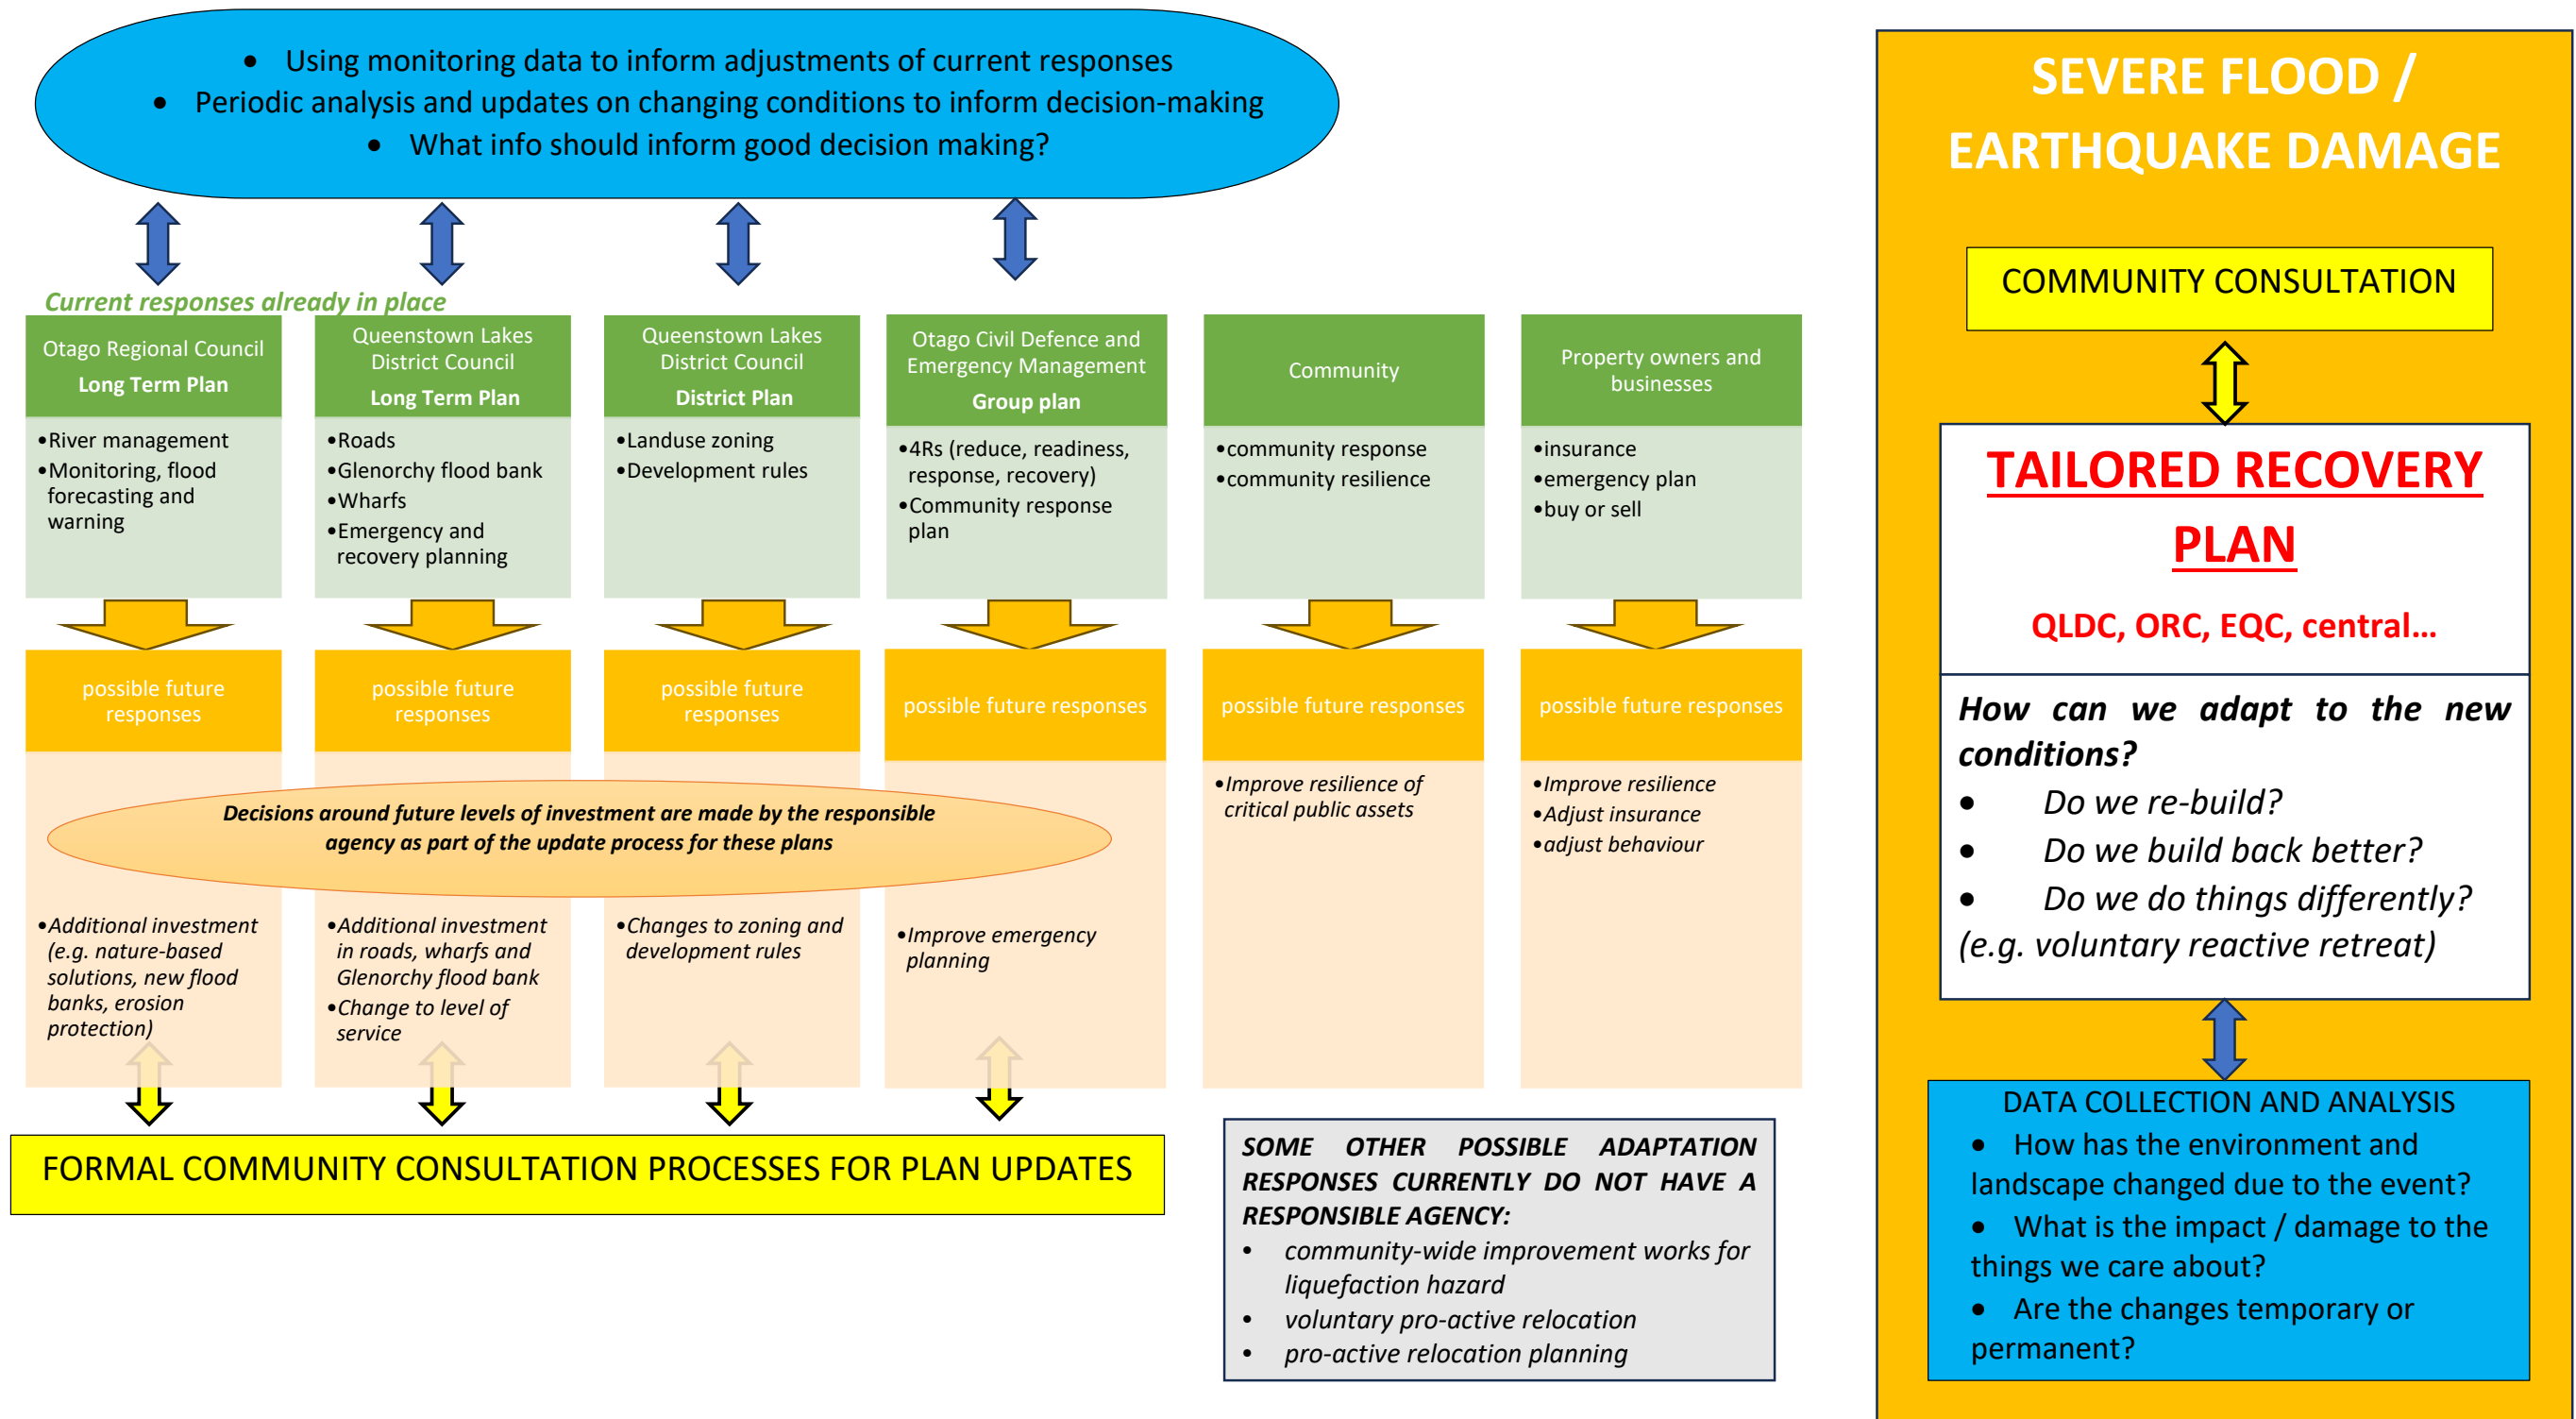 • Using monitoring data to inform adjustments of current responses
• Periodic analysis and updates on changing conditions to inform decision-making
• What info should inform good decision making?
Current responses already in place
Otago Regional Council
Long Term Plan
•River management
•Monitoring, flood
forecasting and
warning
Queenstown Lakes
District Council
Long Term Plan
•Roads
•Glenorchy flood bank
•Wharfs
•Emergency and
recovery planning
Queenstown Lakes
District Council
District Plan
•Landuse zoning
•Development rules
Otago Civil Defence and
Emergency Management
Group plan
•4Rs (reduce, readiness,
response, recovery)
•Community response
plan
Community
•community response
•community resilience
Property owners and
businesses
•insurance
•emergency plan
•buy or sell
possible future
responses
possible future
responses
possible future
responses
possible future responses
possible future responses
possible future responses
Decisions around future levels of investment are made by the responsible
agency as part of the update process for these plans
•Additional investment
(e.g. nature-based
solutions, new flood
banks, erosion
protection)
•Additional investment
in roads, wharfs and
Glenorchy flood bank
•Change to level of
service
•Changes to zoning and
development rules
•Improve emergency
planning
•Improve resilience of
critical public assets
•Improve resilience
•Adjust insurance
•adjust behaviour
FORMAL COMMUNITY CONSULTATION PROCESSES FOR PLAN UPDATES
SOME OTHER POSSIBLE ADAPTATION
RESPONSES CURRENTLY DO NOT HAVE A
RESPONSIBLE AGENCY:
• community-wide improvement works for
liquefaction hazard
• voluntary pro-active relocation
• pro-active relocation planning
SEVERE FLOOD /
EARTHQUAKE DAMAGE
COMMUNITY CONSULTATION
TAILORED RECOVERY
PLAN
QLDC, ORC, EQC, central…
How can we adapt to the new
conditions?
• Do we re-build?
• Do we build back better?
• Do we do things differently?
(e.g. voluntary reactive retreat)
DATA COLLECTION AND ANALYSIS
• How has the environment and
landscape changed due to the event?
• What is the impact / damage to the
things we care about?
• Are the changes temporary or
permanent?